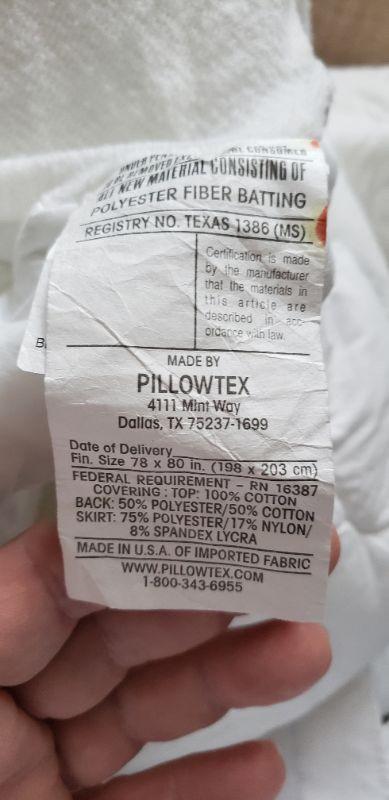 UNDER PEN
CONSUMER
ALL NEW MATERIAL CONSISTING OF
POLYESTER FIBER BATTING
REGISTRY NO. TEXAS 1386 (MS)
Certification is made
by the manufacturer
that the materials in
this article are
described in acc-
ordance with law.
B
MADE BY
PILLOWTEX
4111 Mint Way
Dallas, TX 75237-1699
Date of Delivery
Fin. Size 78 x 80 in. (198 x 203 cm)
FEDERAL REQUIREMENT - RN 16387
COVERING : TOP: 100% COTTON
BACK: 50% POLYESTER/50% COTTON
SKIRT: 75% POLYESTER/17% NYLON/
8% SPANDEX LYCRA
MADE IN U.S.A. OF IMPORTED FABRIC
WWW.PILLOWTEX.COM
1-800-343-6955